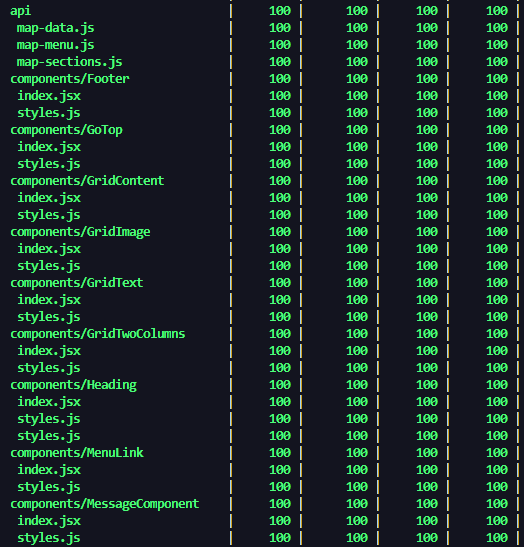 api | 100 | 100 | 100 | 100 |
map-data.js | 100 | 100 | 100 | 100 |
map-menu.js | 100 | 100 | 100 | 100 |
map-sections.js | 100 | 100 | 100 | 100 |
components/Footer | 100 | 100 | 100 | 100 |
index.jsx | 100 | 100 | 100 | 100 |
styles.js | 100 | 100 | 100 | 100 |
components/GoTop | 100 | 100 | 100 | 100 |
index.jsx | 100 | 100 | 100 | 100 |
styles.js | 100 | 100 | 100 | 100 |
components/GridContent | 100 | 100 | 100 | 100 |
index.jsx | 100 | 100 | 100 | 100 |
styles.js | 100 | 100 | 100 | 100 |
components/GridImage | 100 | 100 | 100 | 100 |
index.jsx | 100 | 100 | 100 | 100 |
styles.js | 100 | 100 | 100 | 100 |
components/GridText | 100 | 100 | 100 | 100 |
index.jsx | 100 | 100 | 100 | 100 |
styles.js | 100 | 100 | 100 | 100 |
components/GridTwoColumns | 100 | 100 | 100 | 100 |
index.jsx | 100 | 100 | 100 | 100 |
styles.js | 100 | 100 | 100 | 100 |
components/Heading | 100 | 100 | 100 | 100 |
index.jsx | 100 | 100 | 100 | 100 |
styles.js | 100 | 100 | 100 | 100 |
styles.js | 100 | 100 | 100 | 100 |
components/MenuLink | 100 | 100 | 100 | 100 |
index.jsx | 100 | 100 | 100 | 100 |
styles.js | 100 | 100 | 100 | 100 |
components/MessageComponent | 100 | 100 | 100 | 100 |
index.jsx | 100 | 100 | 100 | 100 |
styles.js | 100 | 100 | 100 | 100 |